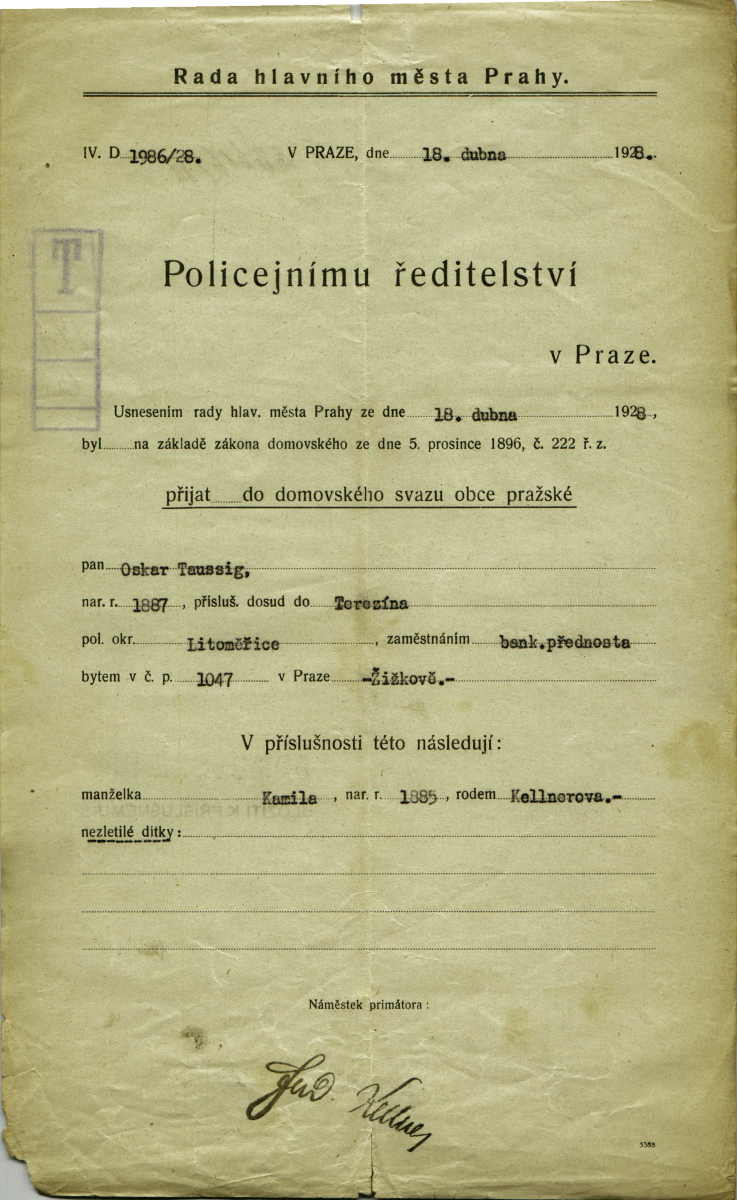 Rada hlavního města Prahy.
IV. D 1986/28. V PRAZE, dne 18. dubna 1928.
T
Policejnímu ředitelství
v Praze.
Usnesením rady hlav. města Prahy ze dne 18. dubna 1928,
byl na základě zákona domovského ze dne 5. prosince 1896, č. 222 ř. z.
přijat do domovského svazu obce pražské
pan Oskar Taussig,
nar. r. 1887, přísluš. dosud do Terezína
pol. okr. Litoměřice, zaměstnáním bank.přednosta
bytem v č. p. 1047 v Praze -Žižkově.-
V příslušnosti této následují:
manželka Kamila, nar. r. 1885, rodem Kellnerova.-
nezletilé dítky:
Náměstek primátora:
Kellner
5388